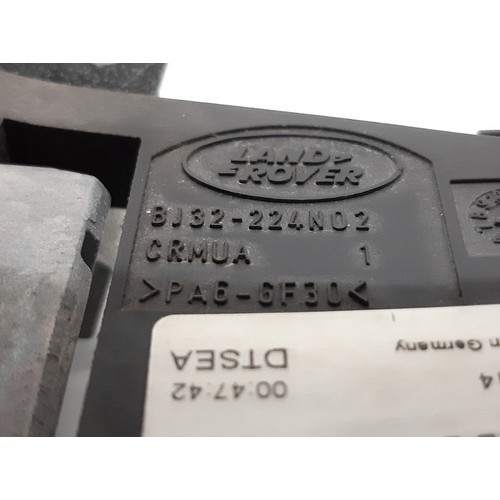 LAND
ROVER
BJ32-224N02
CRMUA 1
>PA6-GF30<
Germany
DTSEA
00:47:42